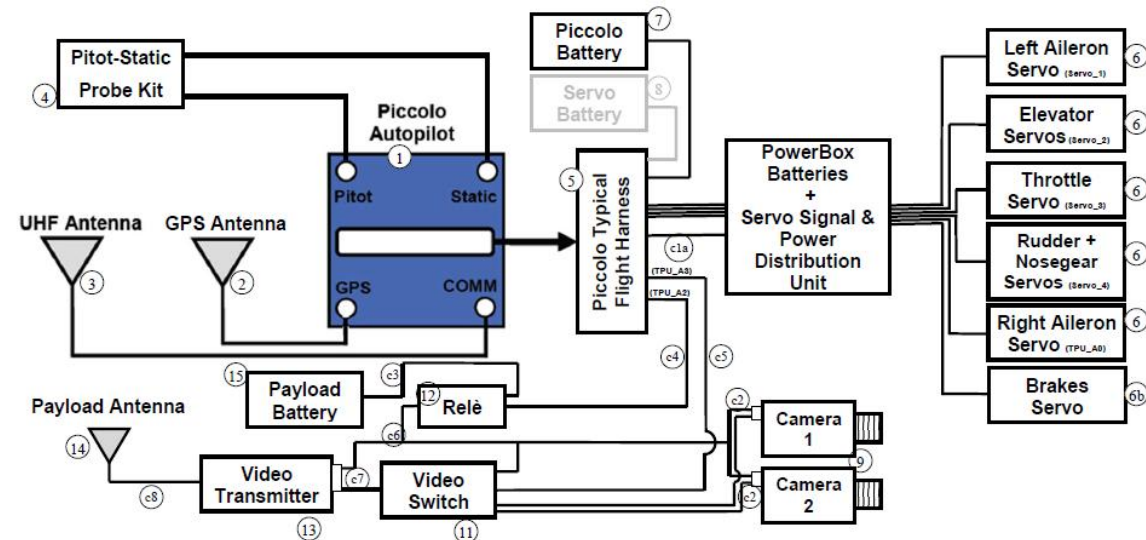 Pitot-Static
Probe Kit
4
Piccolo
Autopilot
1
Pitot
Static
GPS
COMM
UHF Antenna
3
GPS Antenna
2
Piccolo
Battery
7
Servo
Battery
8
5
Piccolo Typical
Flight Harness
c1a
(TPU_A3)
(TPU_A2)
PowerBox
Batteries
+
Servo Signal &
Power
Distribution
Unit
Left Aileron
Servo (Servo_1)
6
Elevator
Servos (Servo_2)
6
Throttle
Servo (Servo_3)
6
Rudder +
Nosegear
Servos (Servo_4)
6
Right Aileron
Servo (TPU_A0)
6
Brakes
Servo
6b
15
Payload
Battery
c3
12
Relè
c4
c5
c6
Payload Antenna
14
c8
Video
Transmitter
13
c7
Video
Switch
11
c2
Camera
1
9
c2
Camera
2